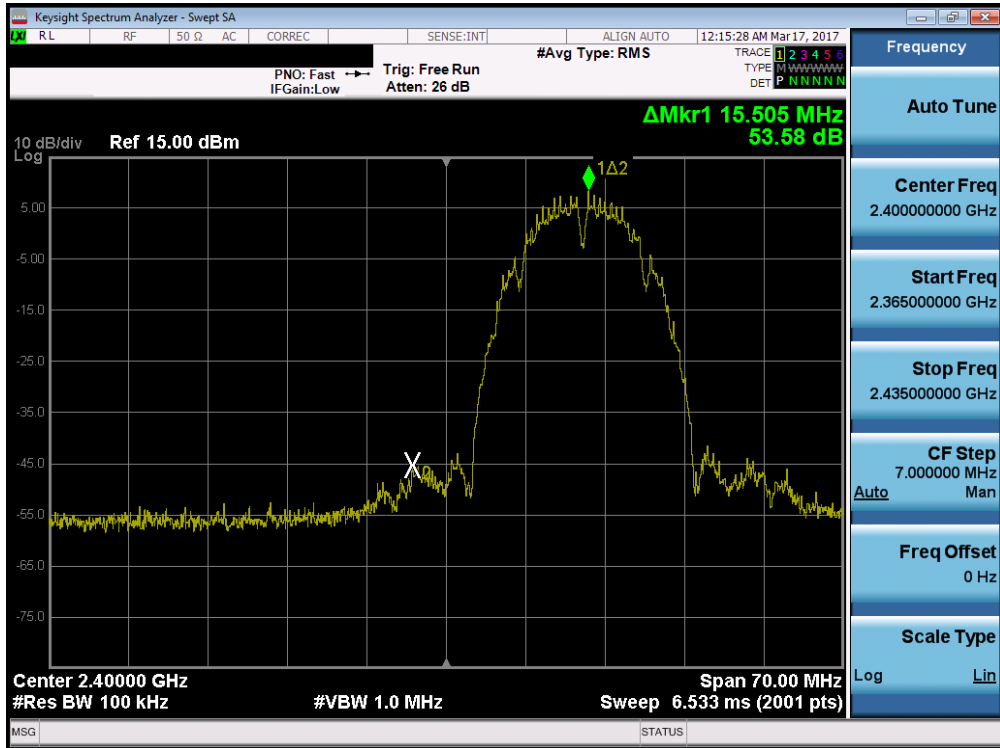 Keysight Spectrum Analyzer - Swept SA
LXI RL RF 50 Ω AC CORREC SENSE:INT ALIGN AUTO 12:15:28 AM Mar 17, 2017
PNO: Fast Trig: Free Run #Avg Type: RMS TRACE 1 2 3 4 5 6
IFGain:Low Atten: 26 dB TYPE M WWWWW
DET P N N N N N
ΔMkr1 15.505 MHz
53.58 dB
10 dB/div Ref 15.00 dBm
Log
1Δ2
5.00
-5.00
-15.0
-25.0
-35.0
-45.0
X
-55.0
-65.0
-75.0
Center 2.40000 GHz Span 70.00 MHz
#Res BW 100 kHz #VBW 1.0 MHz Sweep 6.533 ms (2001 pts)
MSG STATUS
Frequency
Auto Tune
Center Freq
2.400000000 GHz
Start Freq
2.365000000 GHz
Stop Freq
2.435000000 GHz
CF Step
7.000000 MHz
Auto Man
Freq Offset
0 Hz
Scale Type
Log Lin